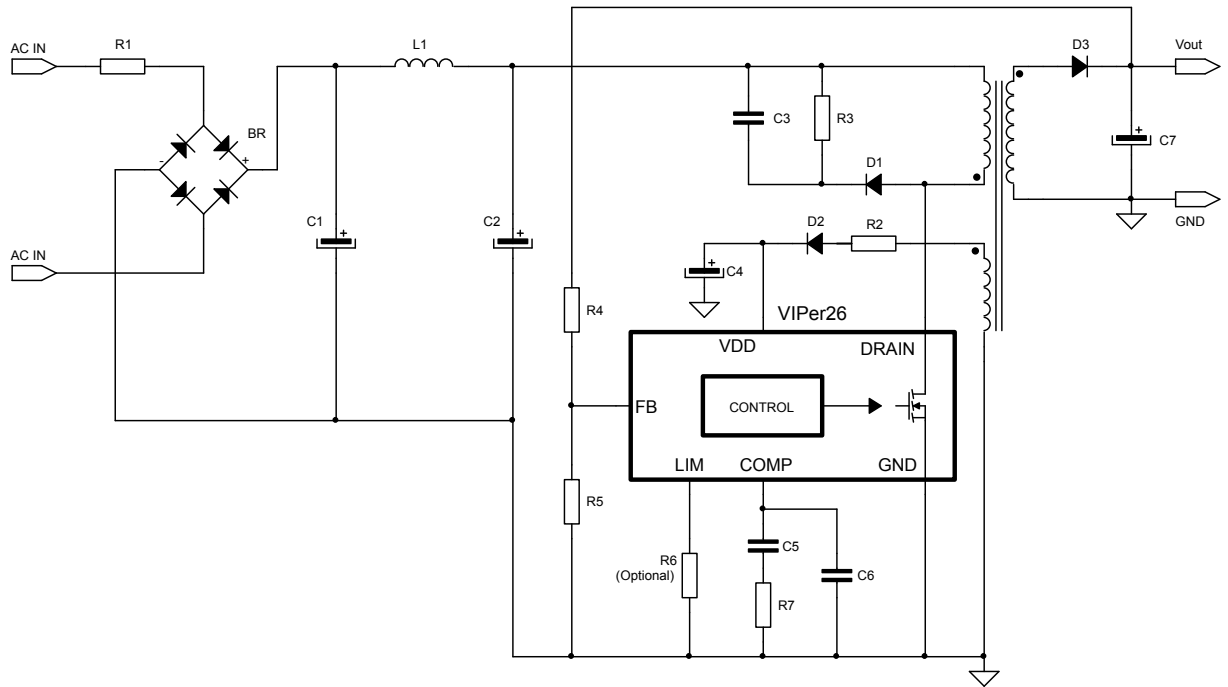 AC IN
R1
L1
D3
Vout
BR
-
+
C3
R3
+
C7
D1
GND
C1
+
C2
+
D2
R2
AC IN
+
C4
R4
VIPer26
VDD
DRAIN
FB
CONTROL
LIM
COMP
GND
R5
C5
R6
(Optional)
C6
R7